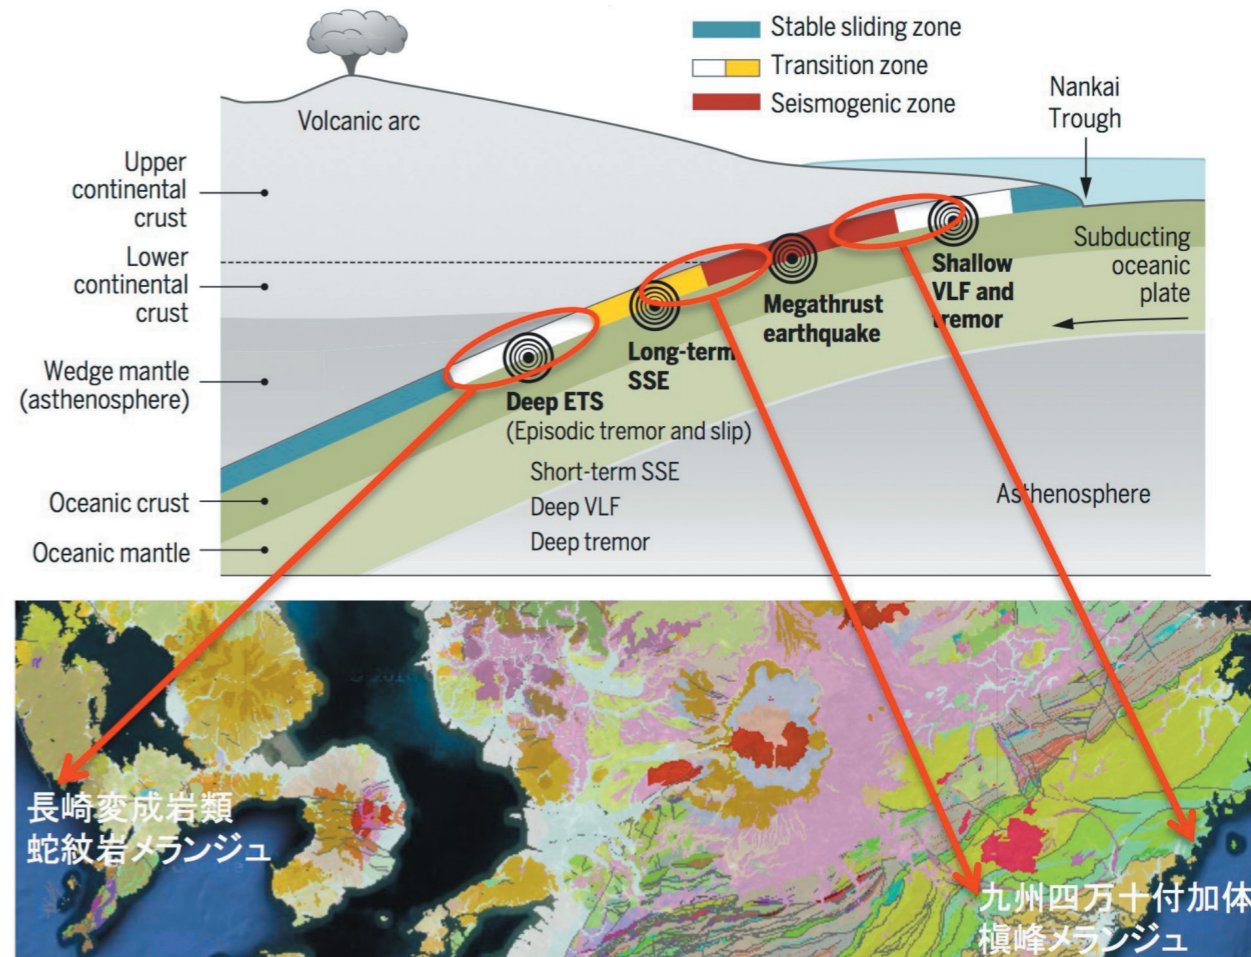 Stable sliding zone
Transition zone
Seismogenic zone
Volcanic arc
Nankai
Trough
Upper
continental
crust
Lower
continental
crust
Wedge mantle
(asthenosphere)
Oceanic crust
Oceanic mantle
Subducting
oceanic
plate
Shallow
VLF and
tremor
Megathrust
earthquake
Long-term
SSE
Deep ETS
(Episodic tremor and slip)
Short-term SSE
Deep VLF
Deep tremor
Asthenosphere
長崎変成岩類
蛇紋岩メランジュ
九州四万十付加体
槇峰メランジュ